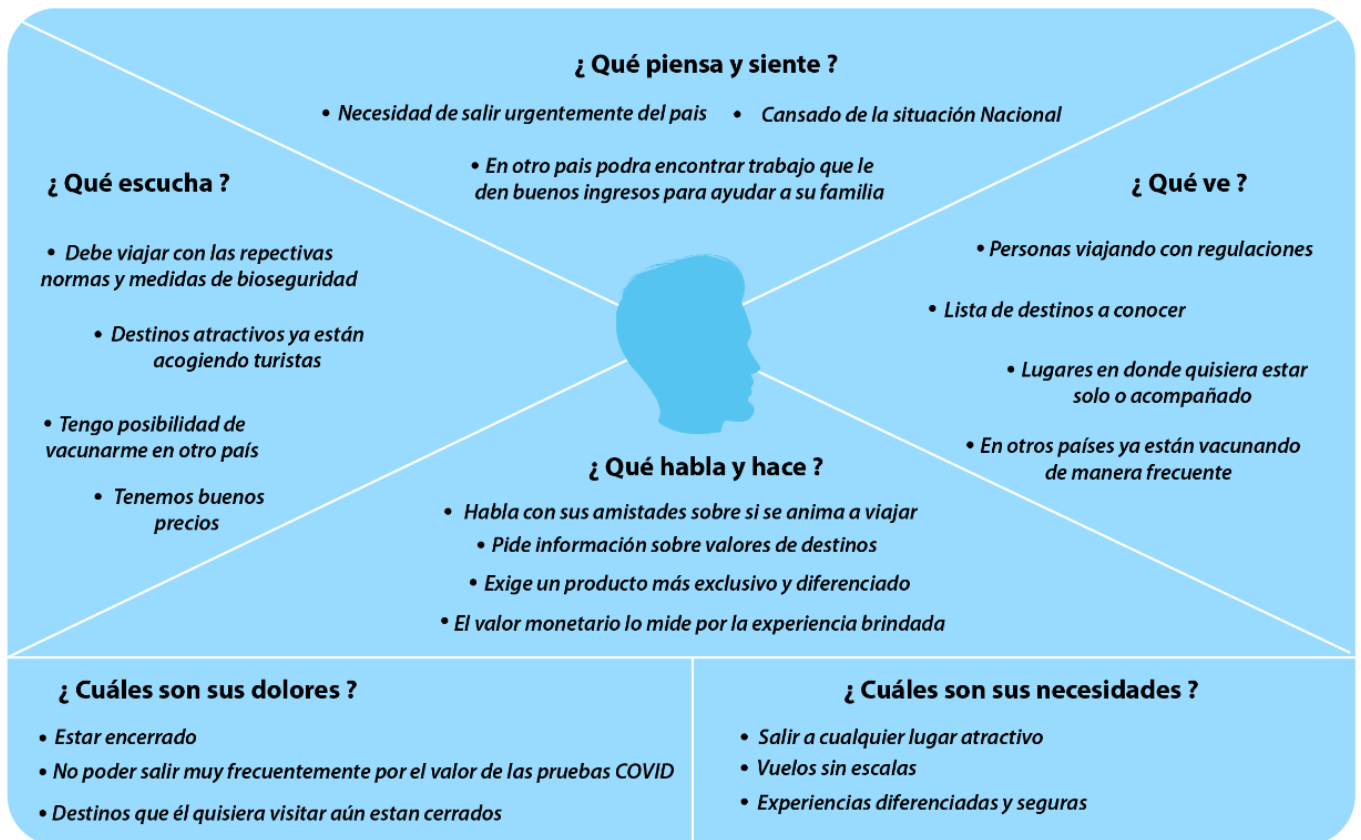 ¿ Qué piensa y siente ?
• Necesidad de salir urgentemente del pais
• Cansado de la situación Nacional
• En otro pais podra encontrar trabajo que le
den buenos ingresos para ayudar a su familia
¿ Qué escucha ?
• Debe viajar con las repectivas
normas y medidas de bioseguridad
• Destinos atractivos ya están
acogiendo turistas
• Tengo posibilidad de
vacunarme en otro país
• Tenemos buenos
precios
¿ Qué ve ?
• Personas viajando con regulaciones
• Lista de destinos a conocer
• Lugares en donde quisiera estar
solo o acompañado
• En otros países ya están vacunando
de manera frecuente
¿ Qué habla y hace ?
• Habla con sus amistades sobre si se anima a viajar
• Pide información sobre valores de destinos
• Exige un producto más exclusivo y diferenciado
• El valor monetario lo mide por la experiencia brindada
¿ Cuáles son sus dolores ?
• Estar encerrado
• No poder salir muy frecuentemente por el valor de las pruebas COVID
• Destinos que él quisiera visitar aún estan cerrados
¿ Cuáles son sus necesidades ?
• Salir a cualquier lugar atractivo
• Vuelos sin escalas
• Experiencias diferenciadas y seguras